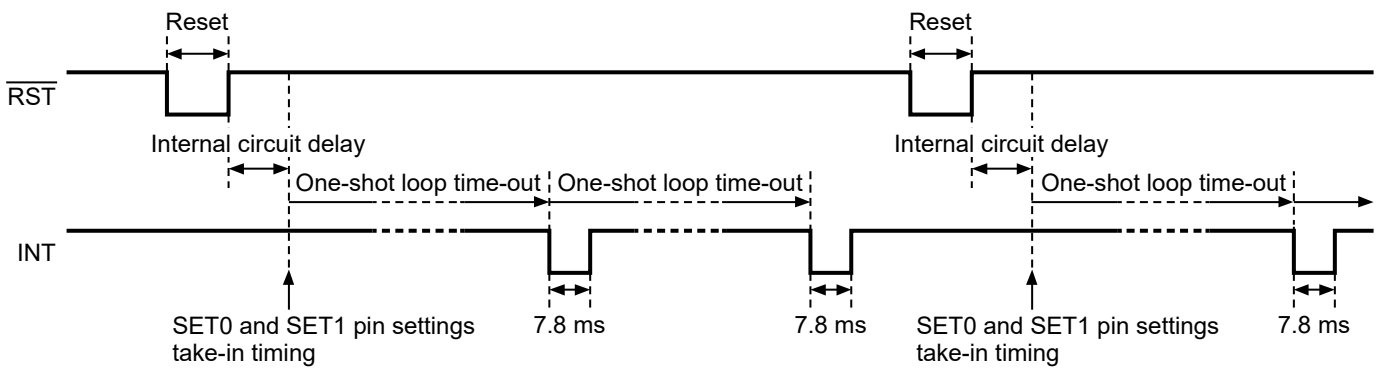 Reset
Reset
RST
Internal circuit delay
Internal circuit delay
One-shot loop time-out
One-shot loop time-out
One-shot loop time-out
INT
SET0 and SET1 pin settings
take-in timing
7.8 ms
7.8 ms
SET0 and SET1 pin settings
take-in timing
7.8 ms